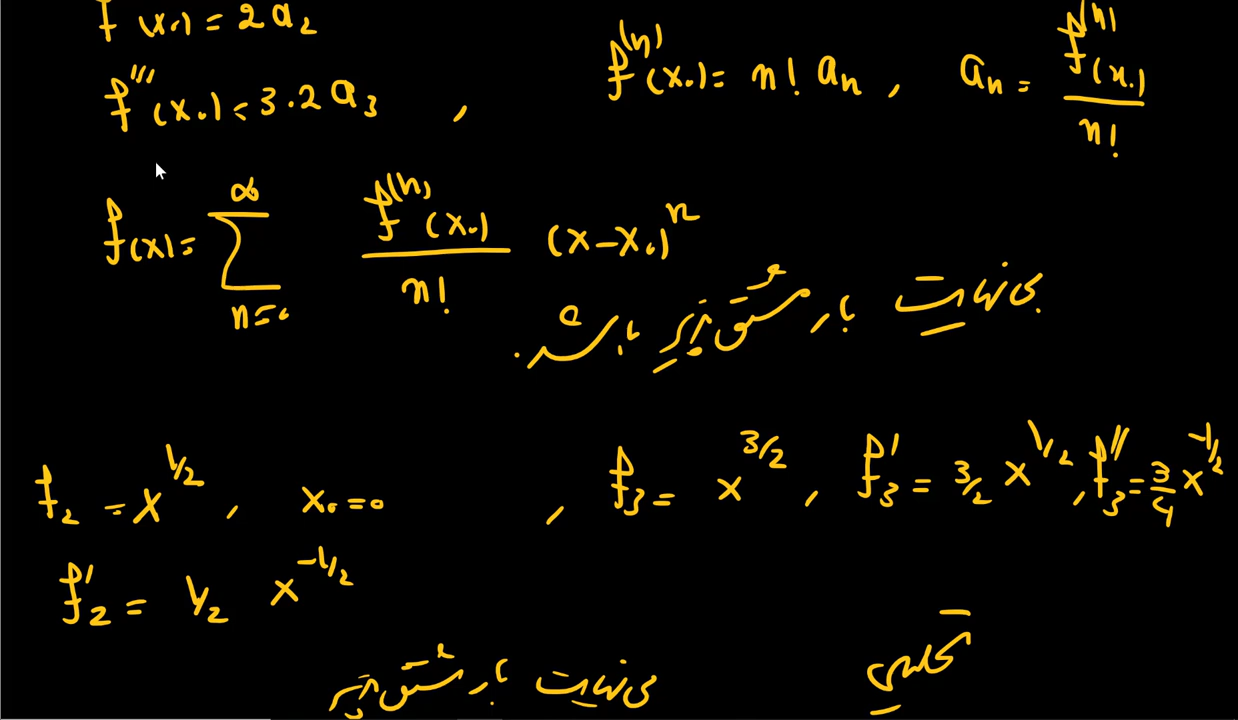 f''(x₀) = 2a₂
f'''(x₀) = 3·2a₃ , f⁽ⁿ⁾(x₀) = n! aₙ , aₙ = f⁽ⁿ⁾(x₀)/n!
f(x) = ∑_{n=0}^{∞} f⁽ⁿ⁾(x₀)/n! (x-x₀)ⁿ
بی نهایت بار مشتق پذیر باشد.
f₂ = x^{1/2} , x₀=0 , f₃ = x^{3/2} , f₃' = 3/2 x^{1/2} , f₃'' = 3/4 x^{-1/2}
f₂' = 1/2 x^{-1/2}
تحلیلی بی نهایت بار مشتق پذیر